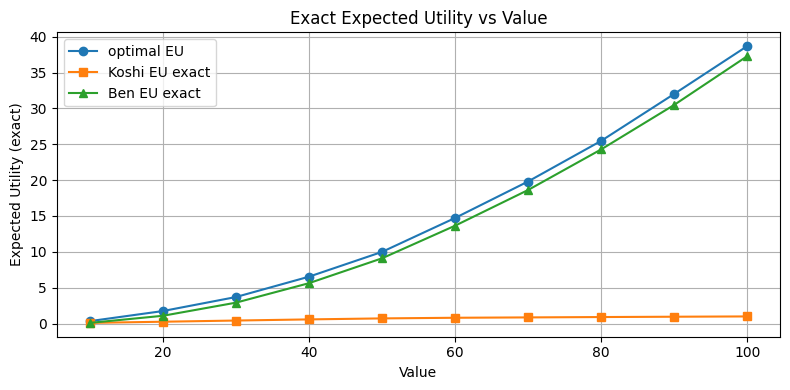 Exact Expected Utility vs Value
optimal EU
Koshi EU exact
Ben EU exact
Expected Utility (exact)
40
35
30
25
20
15
10
5
0
20
40
60
80
100
Value